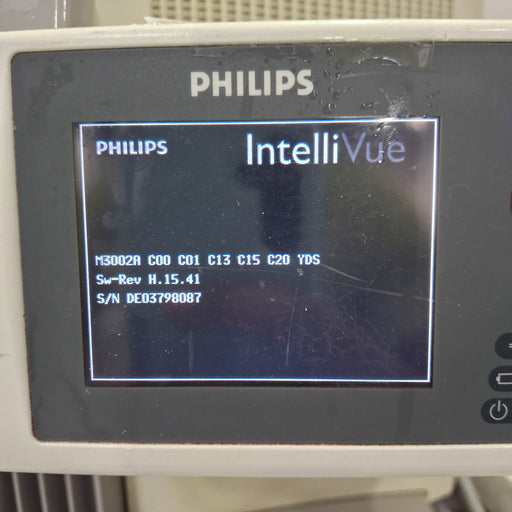 PHILIPS
PHILIPS IntelliVue
M3002A C00 C01 C13 C15 C20 YDS
Sw-Rev H.15.41
S/N DE03798087